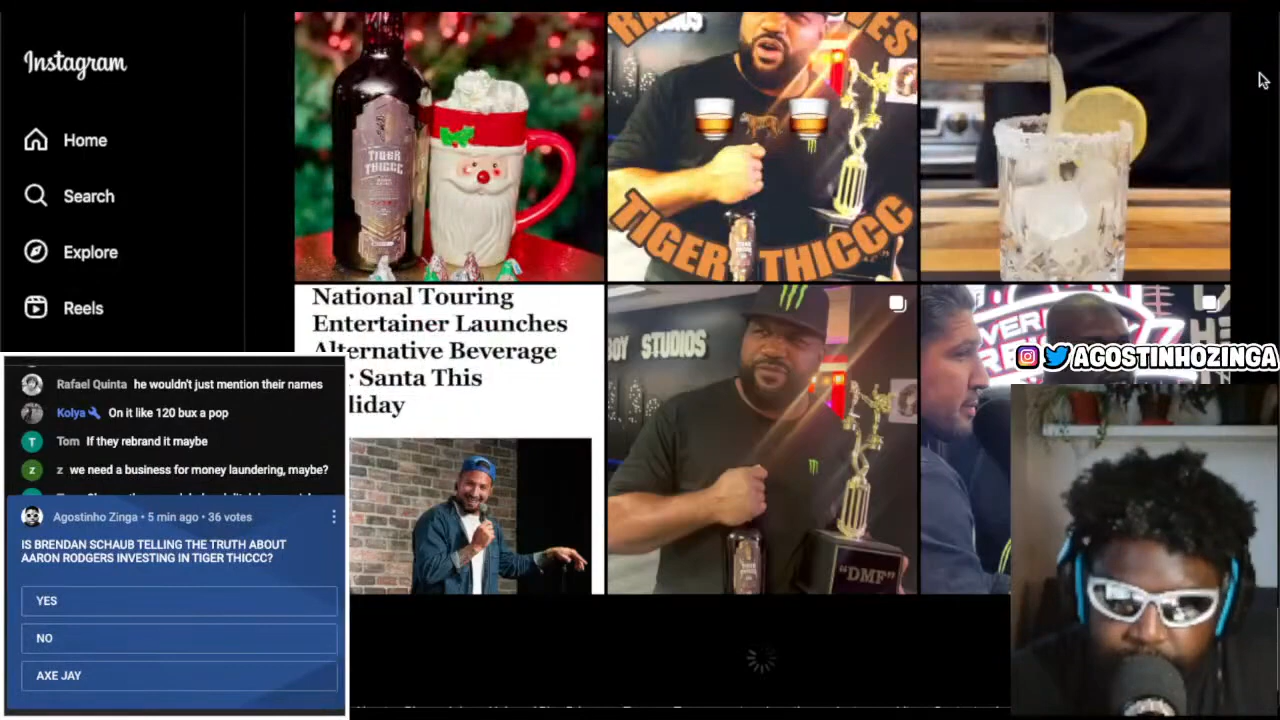 Instagram
Home
Search
Explore
Reels
TIGER
THICCC
TIGER THICCC
National Touring
Entertainer Launches
Alternative Beverage
Santa This
liday
BOY STUDIOS
"DMF"
AGOSTINHOZINGA
Rafael Quinta he wouldn't just mention their names
Kolya On it like 120 bux a pop
T Tom If they rebrand it maybe
z z we need a business for money laundering, maybe?
Agostinho Zinga • 5 min ago • 36 votes
IS BRENDAN SCHAUB TELLING THE TRUTH ABOUT
AARON RODGERS INVESTING IN TIGER THICCC?
YES
NO
AXE JAY